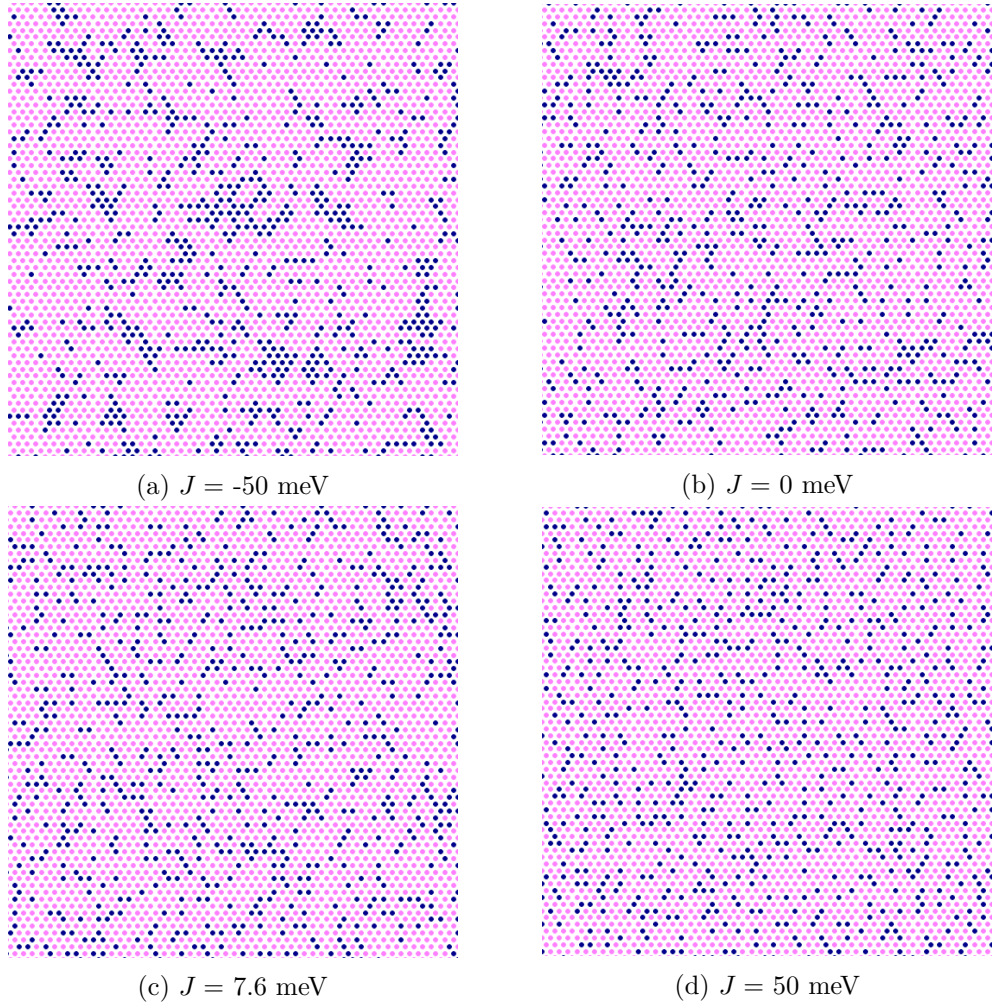 (a) J = -50 meV
(b) J = 0 meV
(c) J = 7.6 meV
(d) J = 50 meV